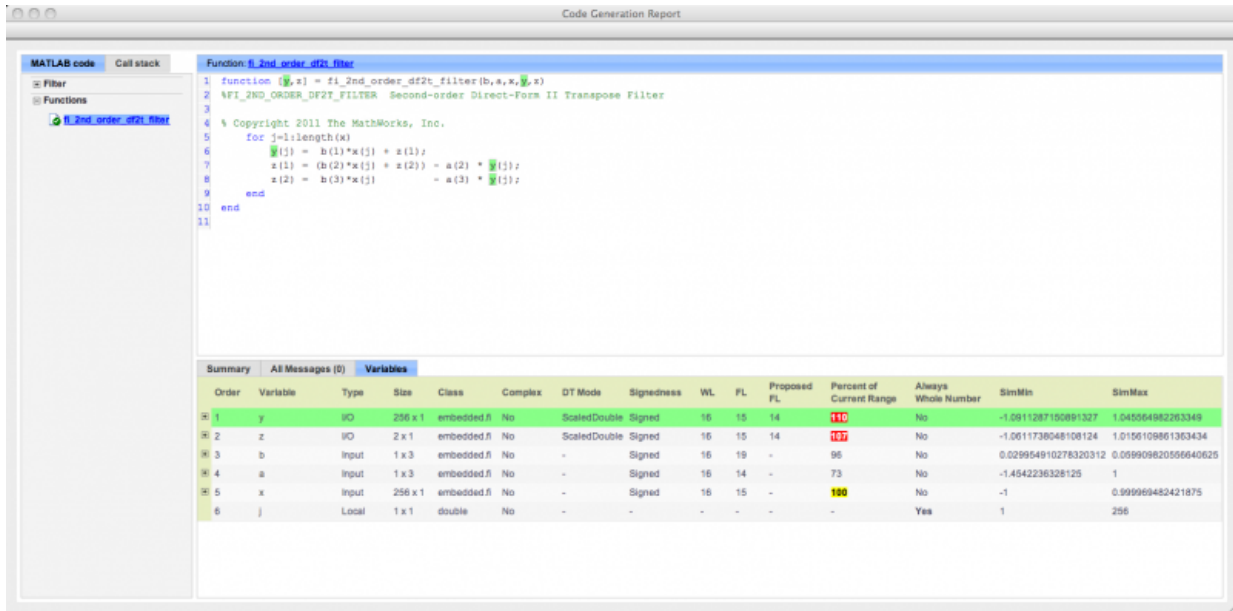 Code Generation Report
MATLAB code Call stack
Filter
Functions
fi_2nd_order_df2t_filter
Function: fi_2nd_order_df2t_filter
1 function [y,z] = fi_2nd_order_df2t_filter(b,a,x,y,z)
2 %FI_2ND_ORDER_DF2T_FILTER Second-order Direct-Form II Transpose Filter
3
4 % Copyright 2011 The MathWorks, Inc.
5 for j=1:length(x)
6 y(j) = b(1)*x(j) + z(1);
7 z(1) = (b(2)*x(j) + z(2)) - a(2) * y(j);
8 z(2) = b(3)*x(j) - a(3) * y(j);
9 end
10 end
11
Summary All Messages (0) Variables
Order Variable Type Size Class Complex DT Mode Signedness WL FL Proposed FL Percent of Current Range Always Whole Number SimMin SimMax
1 y I/O 256 x 1 embedded.fi No ScaledDouble Signed 16 15 14 110 No -1.0911287150891327 1.045564982263349
2 z I/O 2 x 1 embedded.fi No ScaledDouble Signed 16 15 14 107 No -1.0611738048108124 1.0156109861363434
3 b Input 1 x 3 embedded.fi No - Signed 16 19 - 96 No 0.029954910278320312 0.059909820556640625
4 a Input 1 x 3 embedded.fi No - Signed 16 14 - 73 No -1.4542236328125 1
5 x Input 256 x 1 embedded.fi No - Signed 16 15 - 100 No -1 0.999969482421875
6 j Local 1 x 1 double No - - - - - - Yes 1 256